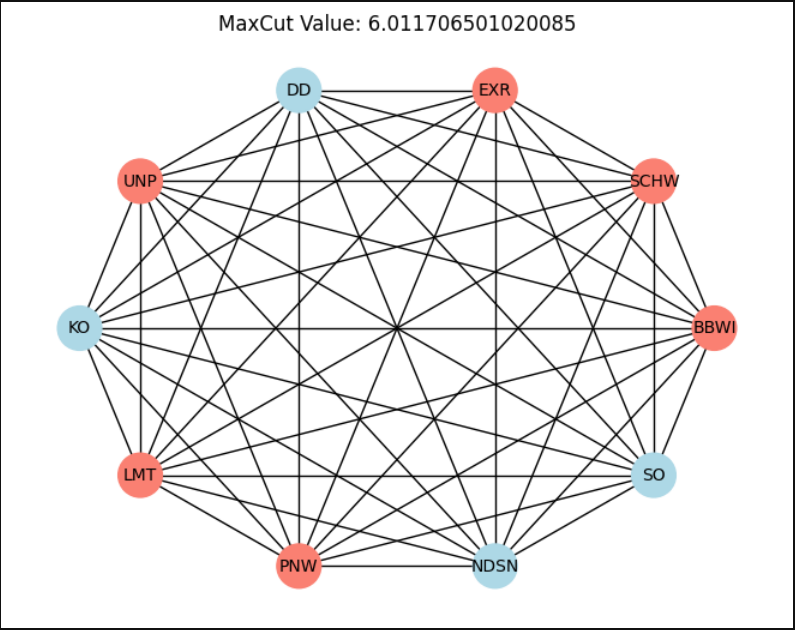 MaxCut Value: 6.011706501020085
DD
EXR
UNP
SCHW
KO
BBWI
LMT
SO
PNW
NDSN